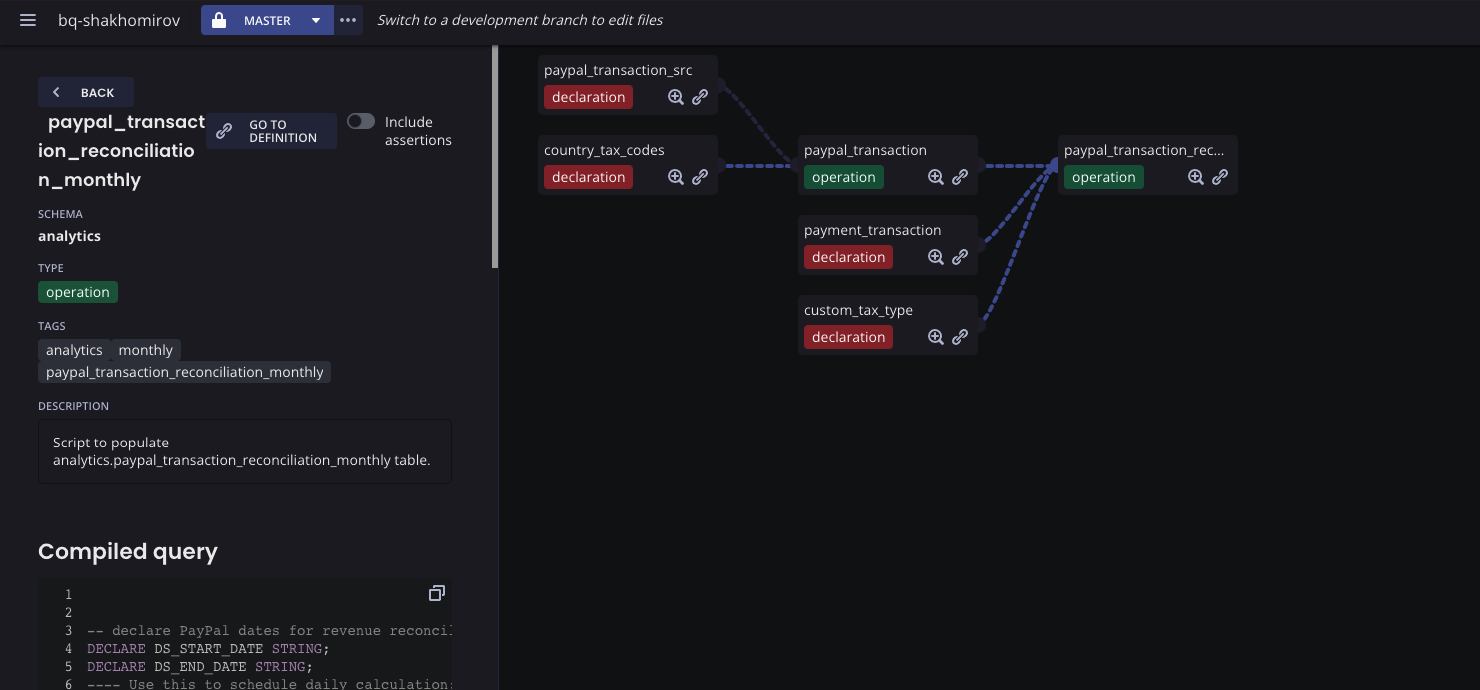 bq-shakhomirov
MASTER
Switch to a development branch to edit files
BACK
paypal_transact
ion_reconciliatio
n_monthly
GO TO
DEFINITION
Include
assertions
SCHEMA
analytics
TYPE
operation
TAGS
analytics monthly
paypal_transaction_reconciliation_monthly
DESCRIPTION
Script to populate
analytics.paypal_transaction_reconciliation_monthly table.
Compiled query
1
2
3 -- declare PayPal dates for revenue reconcil
4 DECLARE DS_START_DATE STRING;
5 DECLARE DS_END_DATE STRING;
6 ---- Use this to schedule daily calculation
paypal_transaction_src
declaration
country_tax_codes
declaration
paypal_transaction
operation
payment_transaction
declaration
custom_tax_type
declaration
paypal_transaction_rec...
operation